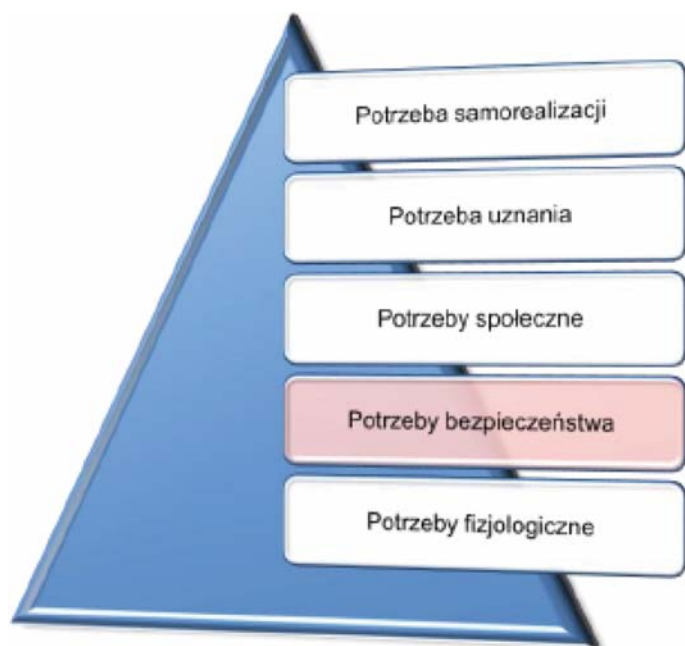 Potrzeba samorealizacji
Potrzeba uznania
Potrzeby społeczne
Potrzeby bezpieczeństwa
Potrzeby fizjologiczne